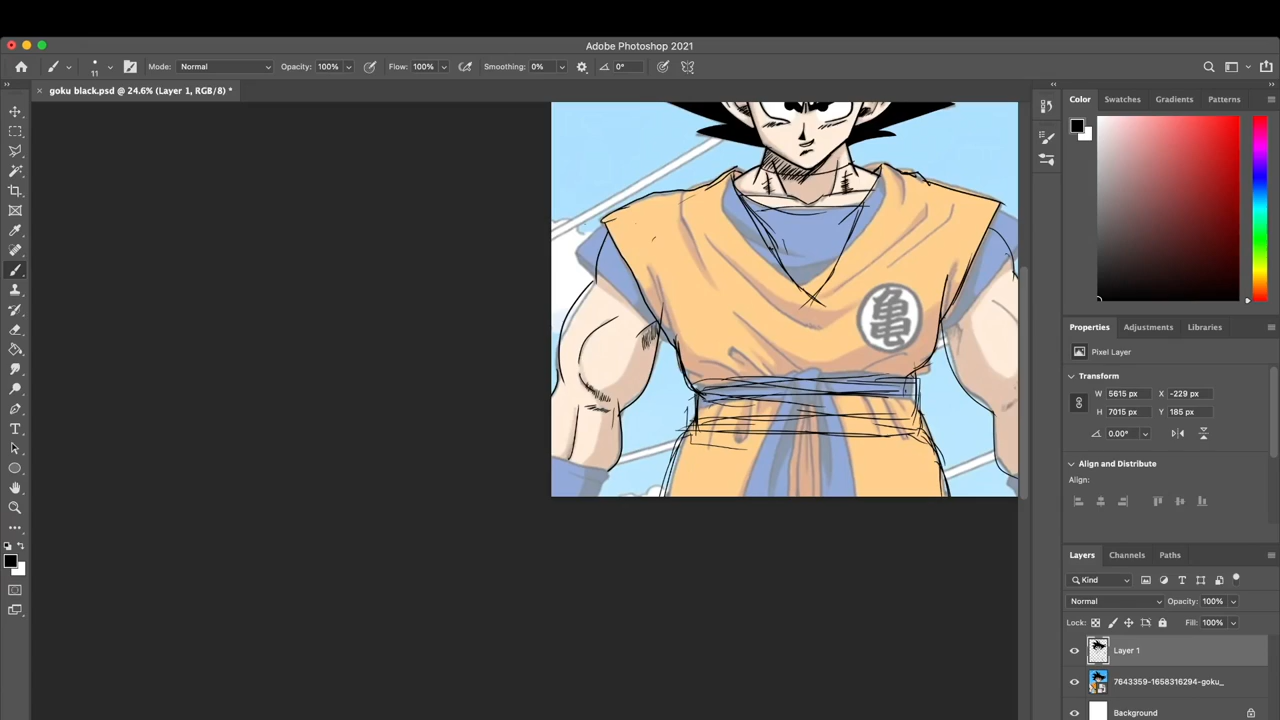 Adobe Photoshop 2021
11 Mode: Normal Opacity: 100% Flow: 100% Smoothing: 0% 0°
goku black.psd @ 24.6% (Layer 1, RGB/8) *
Color Swatches Gradients Patterns
亀
Properties Adjustments Libraries
Pixel Layer
Transform
W 5615 px X -229 px
H 7015 px Y 185 px
0.00°
Align and Distribute
Align:
Layers Channels Paths
Kind
Normal Opacity: 100%
Lock: Fill: 100%
Layer 1
7643359-1658316294-goku_
Background